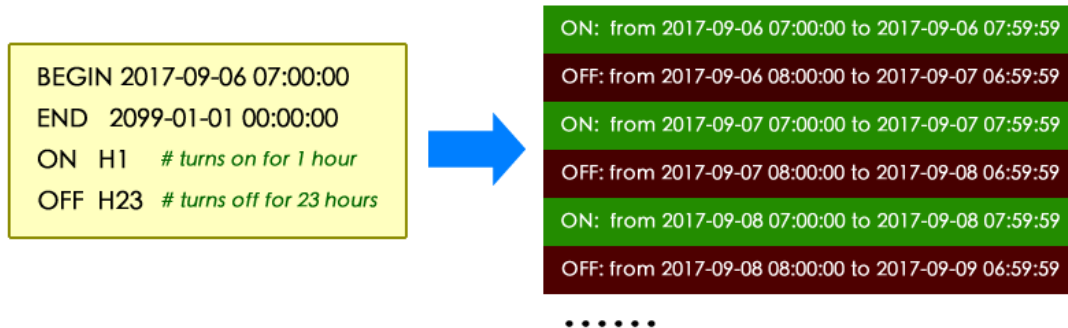 BEGIN 2017-09-06 07:00:00
END 2099-01-01 00:00:00
ON H1 # turns on for 1 hour
OFF H23 # turns off for 23 hours
ON: from 2017-09-06 07:00:00 to 2017-09-06 07:59:59
OFF: from 2017-09-06 08:00:00 to 2017-09-07 06:59:59
ON: from 2017-09-07 07:00:00 to 2017-09-07 07:59:59
OFF: from 2017-09-07 08:00:00 to 2017-09-08 06:59:59
ON: from 2017-09-08 07:00:00 to 2017-09-08 07:59:59
OFF: from 2017-09-08 08:00:00 to 2017-09-09 06:59:59
......